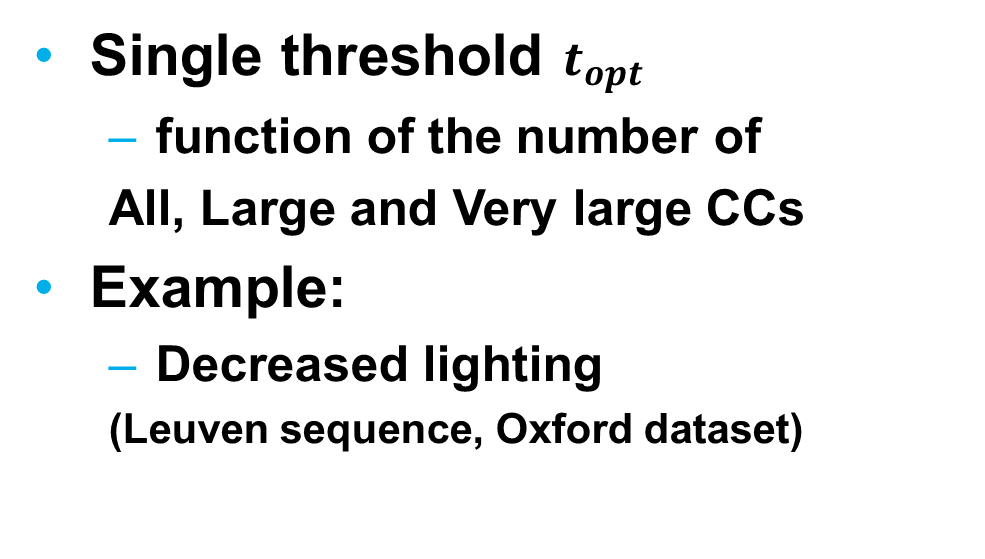 • Single threshold t_opt
– function of the number of
All, Large and Very large CCs
• Example:
– Decreased lighting
(Leuven sequence, Oxford dataset)